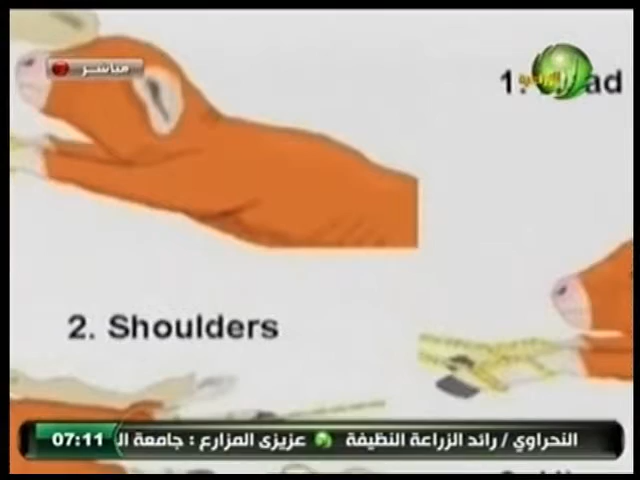 مباشر
1.
2. Shoulders
07:11
النحراوي / رائد الزراعة النظيفة
عزيزى المزارع : جامعة ال